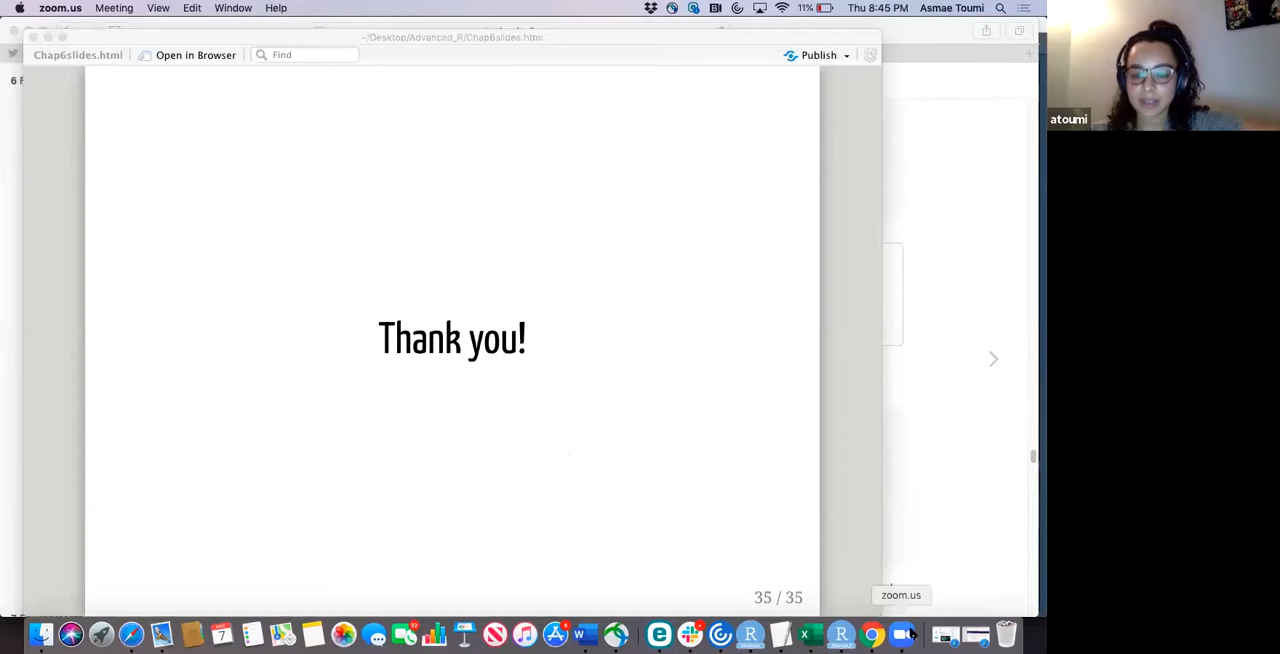 zoom.us Meeting View Edit Window Help 11% Thu 8:45 PM Asmae Toumi
~/Desktop/Advanced_R/Chap6slides.html
Chap6slides.html Open in Browser Find Publish
6 F
atoumi
Thank you!
35 / 35
zoom.us